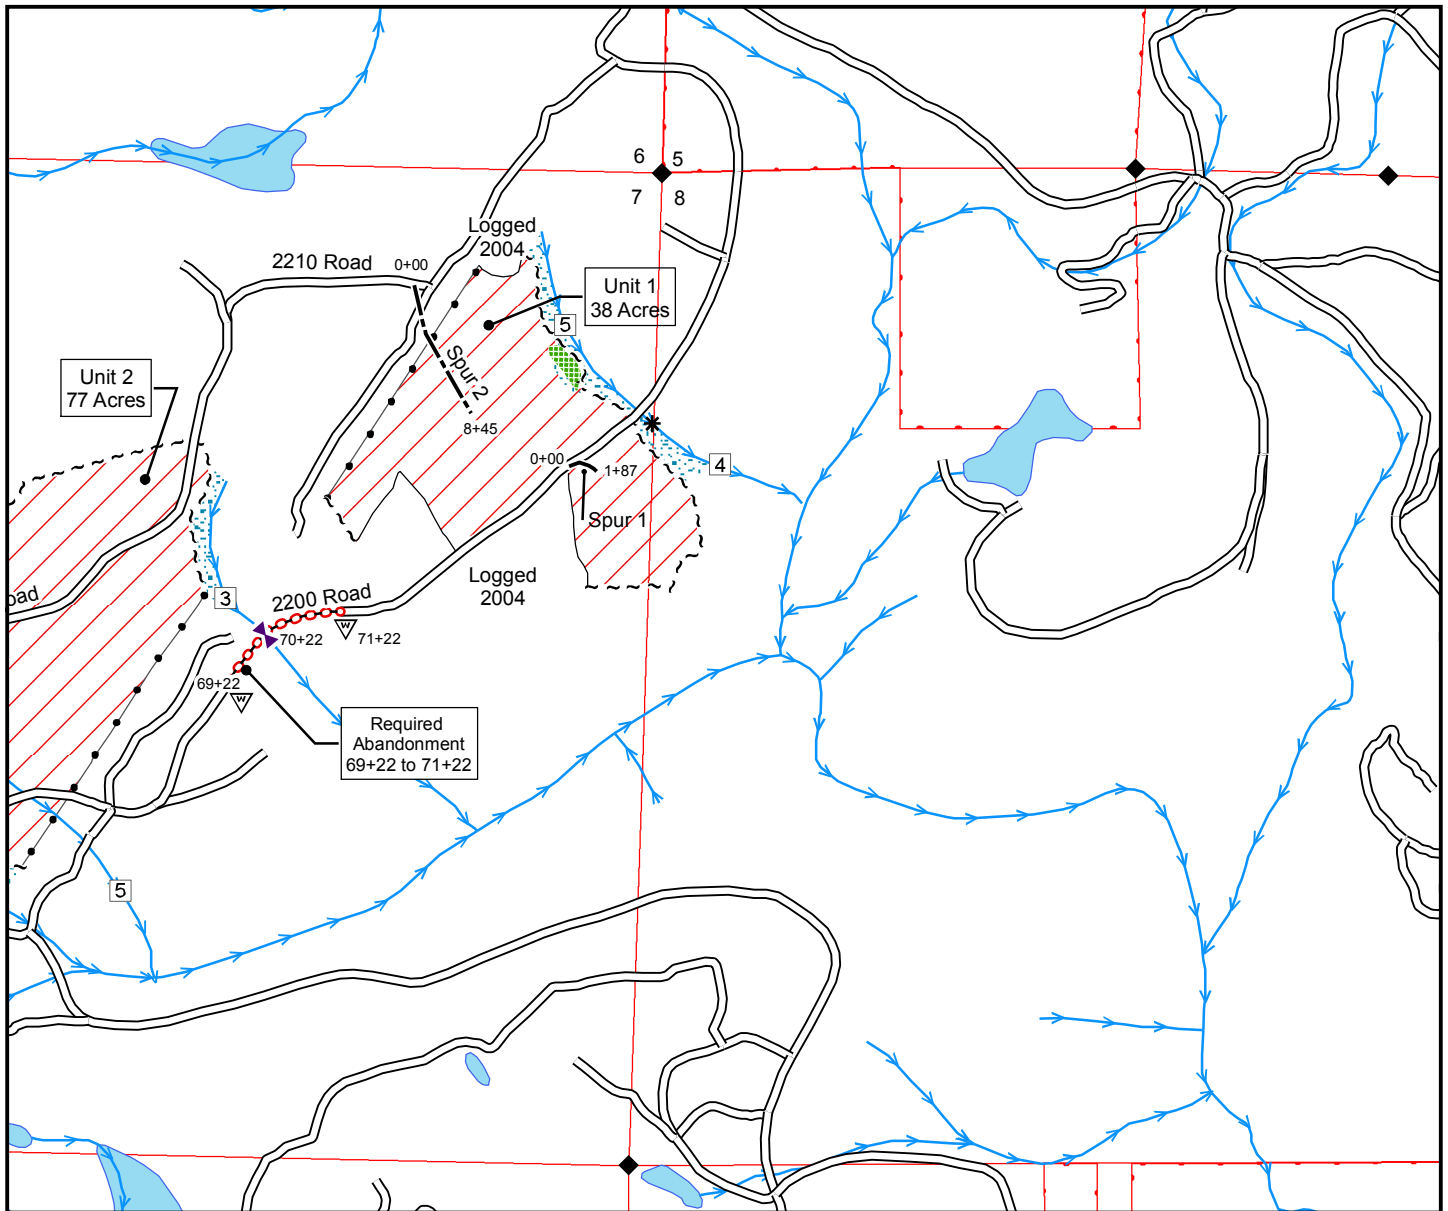 6 5
7 8
Logged
2004
2210 Road
0+00
Unit 1
38 Acres
5
Spur 2
Unit 2
77 Acres
8+45
0+00
1+87
4
Spur 1
Logged
2004
oad
3
2200 Road
70+22
W
71+22
69+22
W
Required
Abandonment
69+22 to 71+22
5